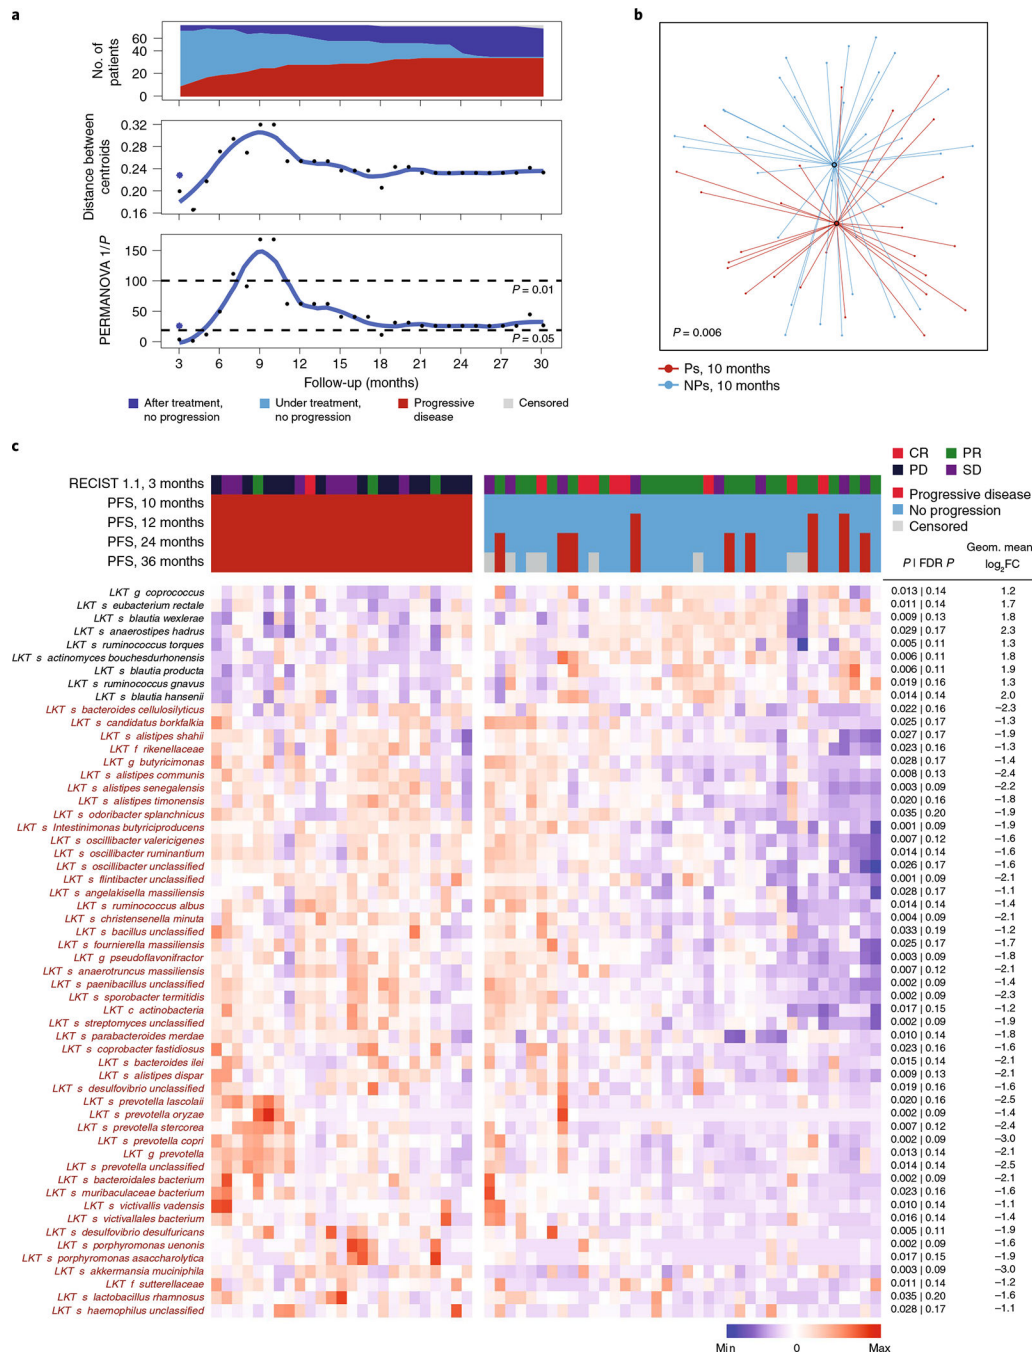 a
No. of
patients
60
40
20
0
Distance between
centroids
0.32
0.28
0.24
0.20
0.16
PERMANOVA 1/P
150
100
50
0
P = 0.01
P = 0.05
3 6 9 12 15 18 21 24 27 30
Follow-up (months)
After treatment,
no progression
Under treatment,
no progression
Progressive
disease
Censored
b
P = 0.006
Ps, 10 months
NPs, 10 months
c
CR PR
PD SD
Progressive disease
No progression
Censored
RECIST 1.1, 3 months
PFS, 10 months
PFS, 12 months
PFS, 24 months
PFS, 36 months
P | FDR P
Geom. mean
log2FC
LKT g coprococcus 0.013 | 0.14 1.2
LKT s eubacterium rectale 0.011 | 0.14 1.7
LKT s blautia wexlerae 0.009 | 0.13 1.8
LKT s anaerostipes hadrus 0.029 | 0.17 2.3
LKT s ruminococcus torques 0.005 | 0.11 1.3
LKT s actinomyces bouchesdurhonensis 0.006 | 0.11 1.8
LKT s blautia producta 0.006 | 0.11 1.9
LKT s ruminococcus gnavus 0.019 | 0.16 1.3
LKT s blautia hansenii 0.014 | 0.14 2.0
LKT s bacteroides cellulosilyticus 0.022 | 0.16 −2.3
LKT s candidatus borkfalkia 0.025 | 0.17 −1.3
LKT s alistipes shahii 0.027 | 0.17 −1.9
LKT f rikenellaceae 0.023 | 0.16 −1.3
LKT g butyricimonas 0.028 | 0.17 −1.4
LKT s alistipes communis 0.008 | 0.13 −2.4
LKT s alistipes senegalensis 0.003 | 0.09 −2.2
LKT s alistipes timonensis 0.020 | 0.16 −1.8
LKT s odoribacter splanchnicus 0.035 | 0.20 −1.9
LKT s Intestinimonas butyriciproducens 0.001 | 0.09 −1.9
LKT s oscillibacter valericigenes 0.007 | 0.12 −1.6
LKT s oscillibacter ruminantium 0.014 | 0.14 −1.6
LKT s oscillibacter unclassified 0.026 | 0.17 −1.6
LKT s flintibacter unclassified 0.001 | 0.09 −2.1
LKT s angelakisella massiliensis 0.028 | 0.17 −1.1
LKT s ruminococcus albus 0.014 | 0.14 −1.4
LKT s christensenella minuta 0.004 | 0.09 −2.1
LKT s bacillus unclassified 0.033 | 0.19 −1.2
LKT s fournierella massiliensis 0.025 | 0.17 −1.7
LKT g pseudoflavonifractor 0.003 | 0.09 −1.8
LKT s anaerotruncus massiliensis 0.007 | 0.12 −2.1
LKT s paenibacillus unclassified 0.002 | 0.09 −1.4
LKT s sporobacter termitidis 0.002 | 0.09 −2.3
LKT c actinobacteria 0.017 | 0.15 −1.2
LKT s streptomyces unclassified 0.002 | 0.09 −1.9
LKT s parabacteroides merdae 0.010 | 0.14 −1.8
LKT s coprobacter fastidiosus 0.023 | 0.16 −1.6
LKT s bacteroides ilei 0.015 | 0.14 −2.1
LKT s alistipes dispar 0.009 | 0.13 −2.1
LKT s desulfovibrio unclassified 0.019 | 0.16 −1.6
LKT s prevotella lascolaii 0.020 | 0.16 −2.5
LKT s prevotella oryzae 0.002 | 0.09 −1.4
LKT s prevotella stercorea 0.007 | 0.12 −2.4
LKT s prevotella copri 0.002 | 0.09 −3.0
LKT g prevotella 0.013 | 0.14 −2.1
LKT s prevotella unclassified 0.014 | 0.14 −2.5
LKT s bacteroidales bacterium 0.002 | 0.09 −2.1
LKT s muribaculaceae bacterium 0.023 | 0.16 −1.6
LKT s victivallis vadensis 0.010 | 0.14 −1.1
LKT s victivallales bacterium 0.016 | 0.14 −1.4
LKT s desulfovibrio desulfuricans 0.005 | 0.11 −1.9
LKT s porphyromonas uenonis 0.002 | 0.09 −1.6
LKT s porphyromonas asaccharolytica 0.017 | 0.15 −1.9
LKT s akkermansia muciniphila 0.003 | 0.09 −3.0
LKT f sutterellaceae 0.011 | 0.14 −1.2
LKT s lactobacillus rhamnosus 0.035 | 0.20 −1.6
LKT s haemophilus unclassified 0.028 | 0.17 −1.1
Min 0 Max